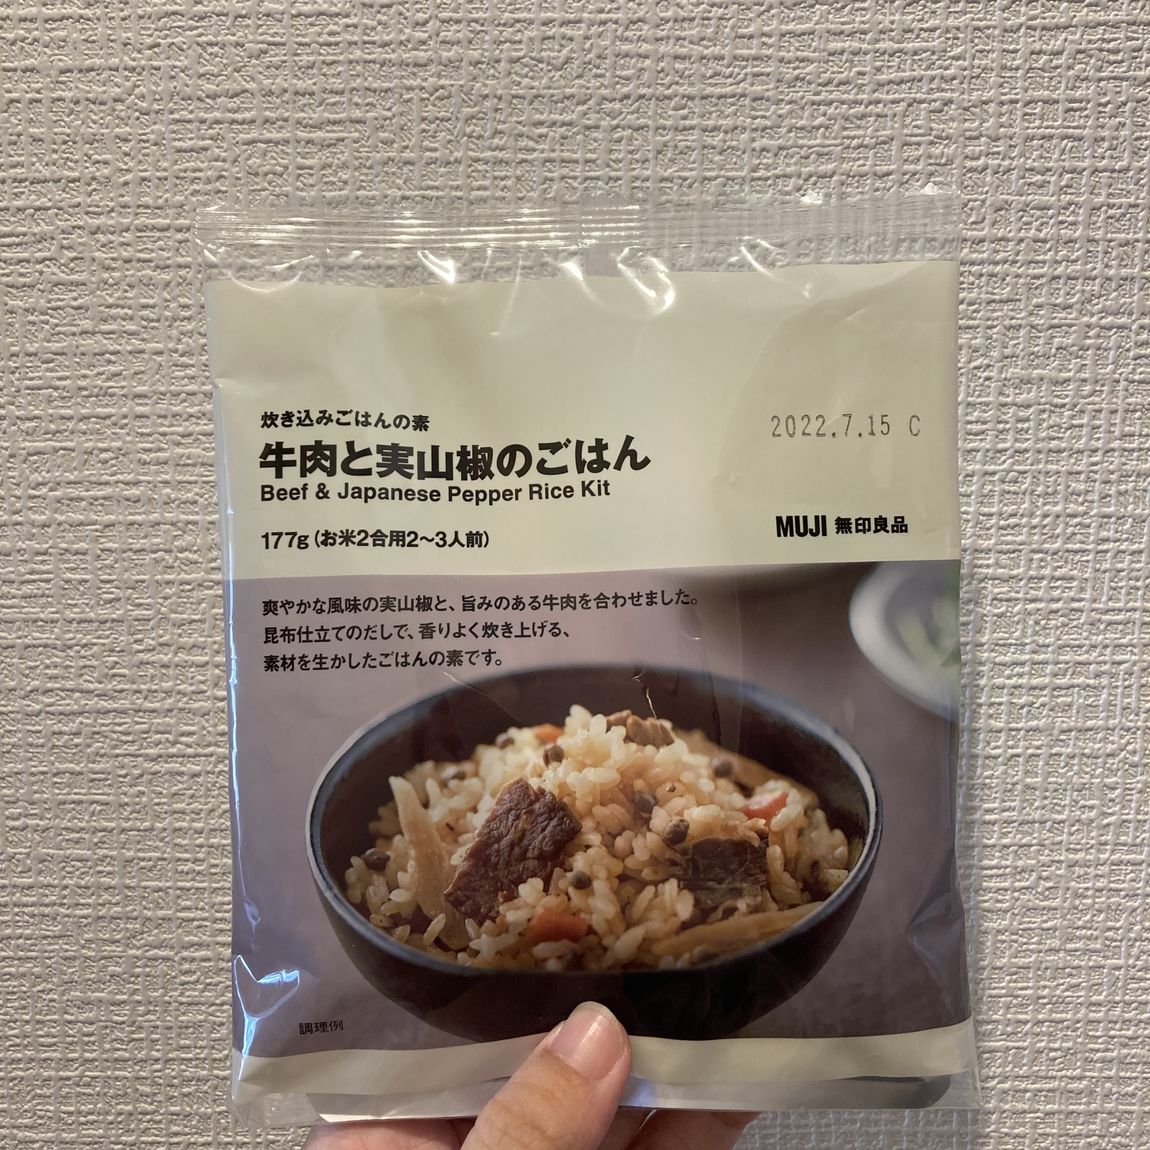 炊き込みごはんの素
牛肉と実山椒のごはん
Beef & Japanese Pepper Rice Kit
177g（お米2合用2〜3人前）
2022.7.15 C
MUJI 無印良品
爽やかな風味の実山椒と、旨みのある牛肉を合わせました。
昆布仕立てのだしで、香りよく炊き上げる、
素材を生かしたごはんの素です。
調理例